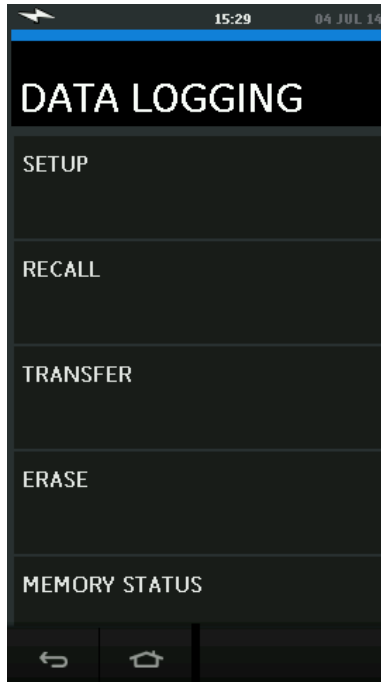 15:29 04 JUL 14
DATA LOGGING
SETUP
RECALL
TRANSFER
ERASE
MEMORY STATUS